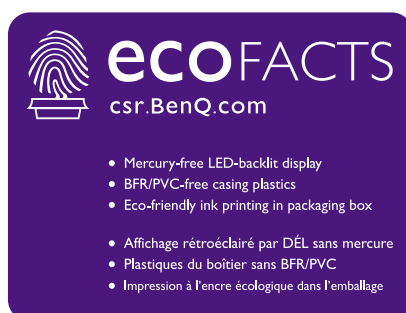 ecoFACTS
csr.BenQ.com
• Mercury-free LED-backlit display
• BFR/PVC-free casing plastics
• Eco-friendly ink printing in packaging box
• Affichage rétroéclairé par DÉL sans mercure
• Plastiques du boîtier sans BFR/PVC
• Impression à l'encre écologique dans l'emballage